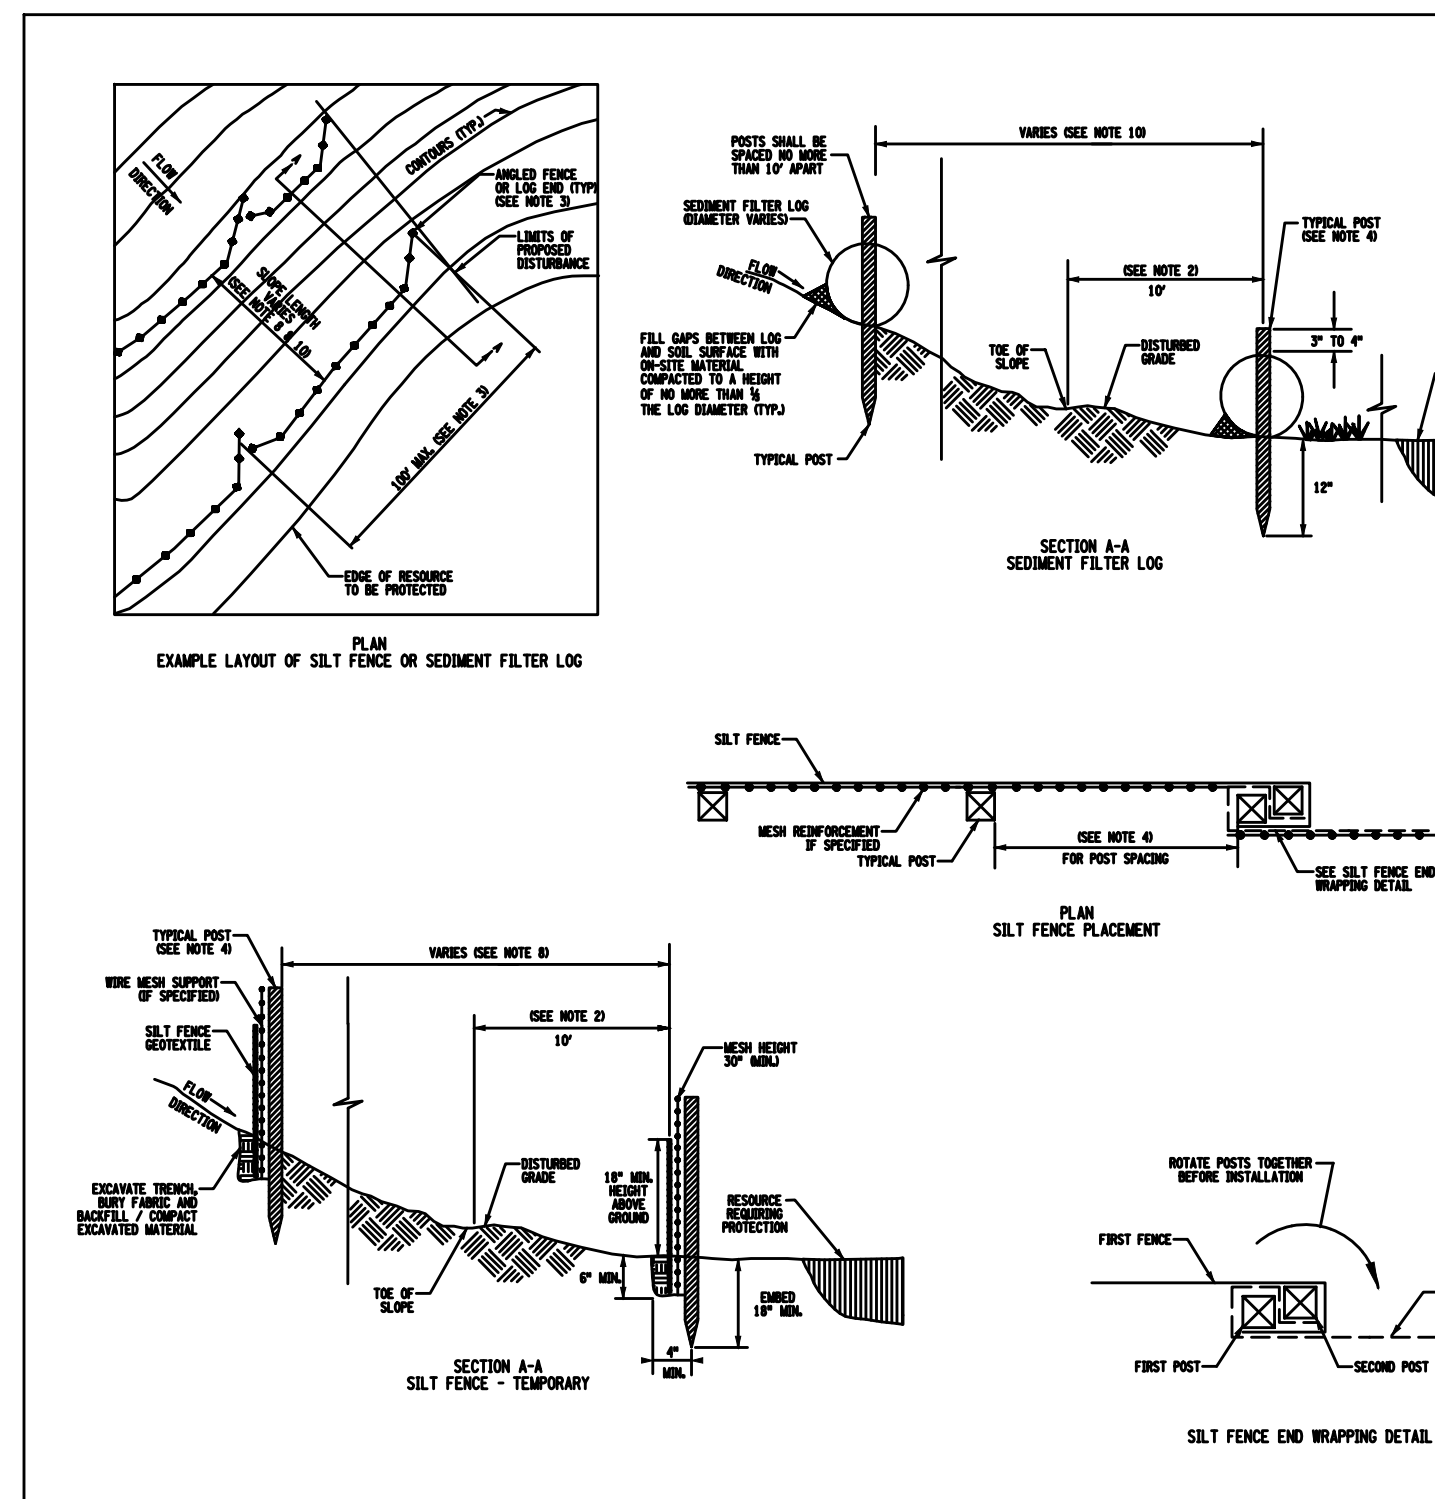 FLOW
DIRECTION
CONTOURS (TYP.)
A
ANGLED FENCE
OR LOG END (TYP)
(SEE NOTE 3)
LIMITS OF
PROPOSED
DISTURBANCE
SLOPE LENGTH
VARIES
(SEE NOTE 8 & 10)
A
100' MAX. (SEE NOTE 3)
EDGE OF RESOURCE
TO BE PROTECTED
PLAN
EXAMPLE LAYOUT OF SILT FENCE OR SEDIMENT FILTER LOG
POSTS SHALL BE
SPACED NO MORE
THAN 10' APART
VARIES (SEE NOTE 10)
SEDIMENT FILTER LOG
(DIAMETER VARIES)
TYPICAL POST
(SEE NOTE 4)
FLOW
DIRECTION
(SEE NOTE 2)
10'
FILL GAPS BETWEEN LOG
AND SOIL SURFACE WITH
ON-SITE MATERIAL
COMPACTED TO A HEIGHT
OF NO MORE THAN
THE LOG DIAMETER (TYP.)
TOE OF
SLOPE
DISTURBED
GRADE
3" TO 4"
TYPICAL POST
12"
SECTION A-A
SEDIMENT FILTER LOG
SILT FENCE
MESH REINFORCEMENT
IF SPECIFIED
TYPICAL POST
(SEE NOTE 4)
FOR POST SPACING
SEE SILT FENCE END
WRAPPING DETAIL
PLAN
SILT FENCE PLACEMENT
TYPICAL POST
(SEE NOTE 4)
VARIES (SEE NOTE 8)
WIRE MESH SUPPORT
(IF SPECIFIED)
SILT FENCE
GEOTEXTILE
(SEE NOTE 2)
10'
MESH HEIGHT
30" (MIN.)
FLOW
DIRECTION
EXCAVATE TRENCH,
BURY FABRIC AND
BACKFILL / COMPACT
EXCAVATED MATERIAL
DISTURBED
GRADE
18" MIN.
HEIGHT
ABOVE
GROUND
RESOURCE
REQUIRING
PROTECTION
TOE OF
SLOPE
6" MIN.
EMBED
18" MIN.
4"
MIN.
SECTION A-A
SILT FENCE - TEMPORARY
ROTATE POSTS TOGETHER
BEFORE INSTALLATION
FIRST FENCE
FIRST POST
SECOND POST
SILT FENCE END WRAPPING DETAIL